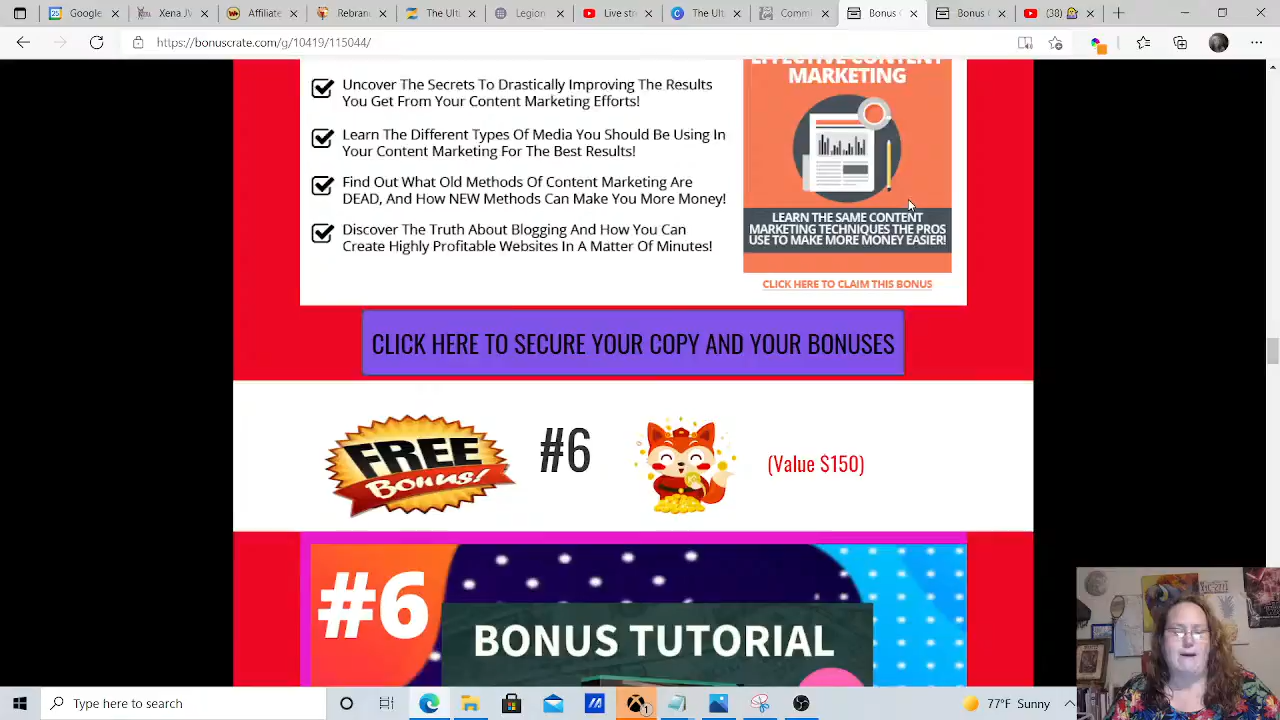 Google
Xena J
Affiliate
Rebran
The Ulti
Legion
Live str
The Ulti
Comm
Bonus C
Bonus C
(38)
https://bonuscrate.com/g/10419/115044/
Uncover The Secrets To Drastically Improving The Results
You Get From Your Content Marketing Efforts!
Learn The Different Types Of Media You Should Be Using In
Your Content Marketing For The Best Results!
Find Out What Old Methods Of Content Marketing Are
DEAD, And How NEW Methods Can Make You More Money!
Discover The Truth About Blogging And How You Can
Create Highly Profitable Websites In A Matter Of Minutes!
EFFECTIVE CONTENT
MARKETING
LEARN THE SAME CONTENT
MARKETING TECHNIQUES THE PROS
USE TO MAKE MORE MONEY EASIER!
CLICK HERE TO CLAIM THIS BONUS
CLICK HERE TO SECURE YOUR COPY AND YOUR BONUSES
FREE
Bonus!
#6
(Value $150)
#6
BONUS TUTORIAL
Type here to search
77°F Sunny